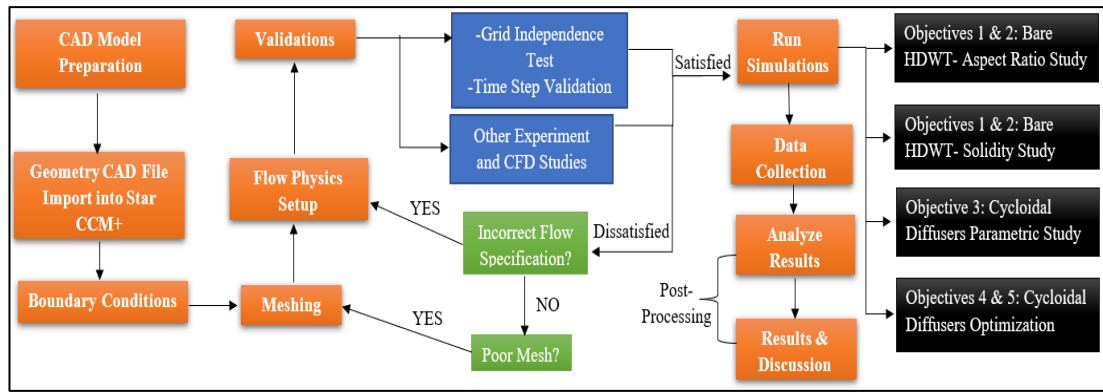 CAD Model
Preparation
Geometry CAD File
Import into Star
CCM+
Boundary Conditions
Validations
Flow Physics
Setup
Meshing
-Grid Independence
Test
-Time Step Validation
Other Experiment
and CFD Studies
YES
Incorrect Flow
Specification?
NO
YES
Poor Mesh?
Satisfied
Dissatisfied
Run
Simulations
Data
Collection
Analyze
Results
Post-
Processing
Results &
Discussion
Objectives 1 & 2: Bare
HDWT- Aspect Ratio Study
Objectives 1 & 2: Bare
HDWT- Solidity Study
Objective 3: Cycloidal
Diffusers Parametric Study
Objectives 4 & 5: Cycloidal
Diffusers Optimization